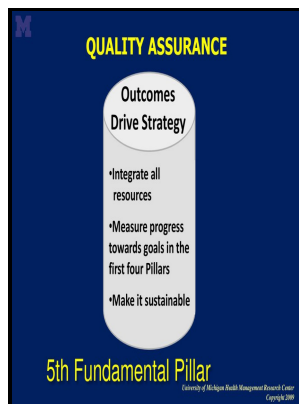 M
QUALITY ASSURANCE
Outcomes
Drive Strategy
•Integrate all
resources
•Measure progress
towards goals in the
first four Pillars
•Make it sustainable
5th Fundamental Pillar
University of Michigan Health Management Research Center
Copyright 2009